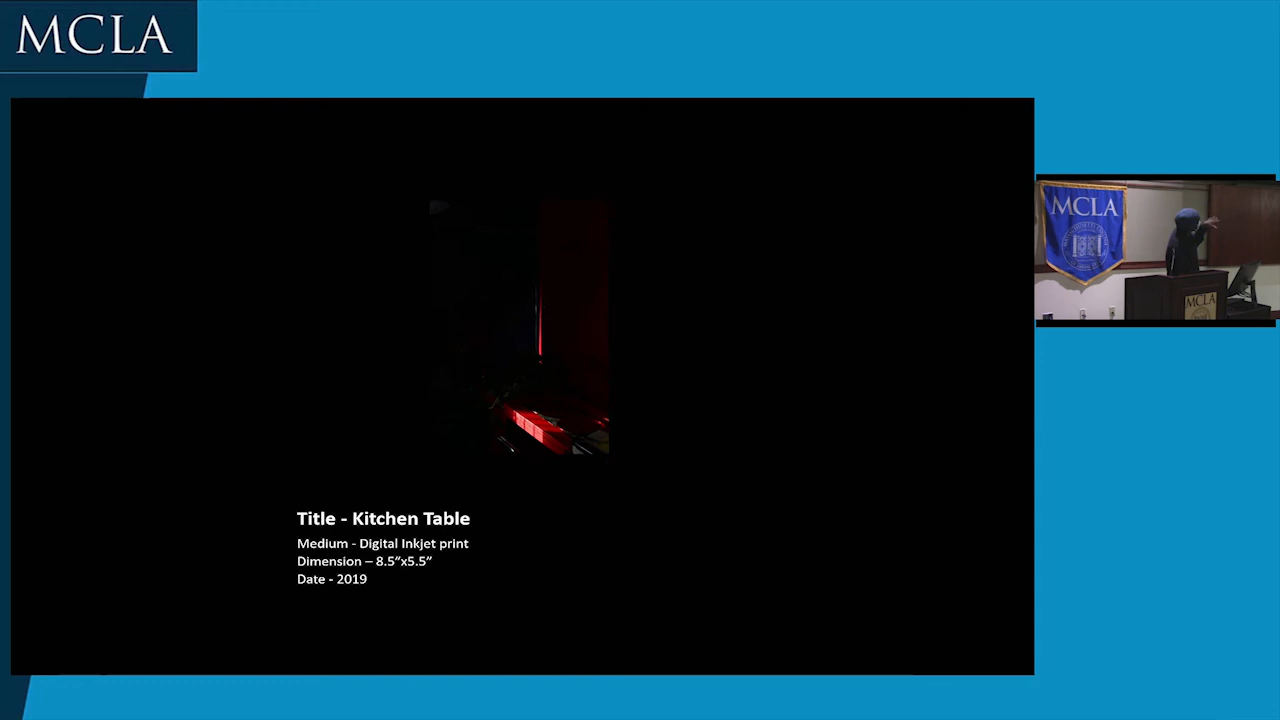 MCLA
Title - Kitchen Table
Medium - Digital Inkjet print
Dimension – 8.5”x5.5”
Date - 2019
MCLA
MCLA